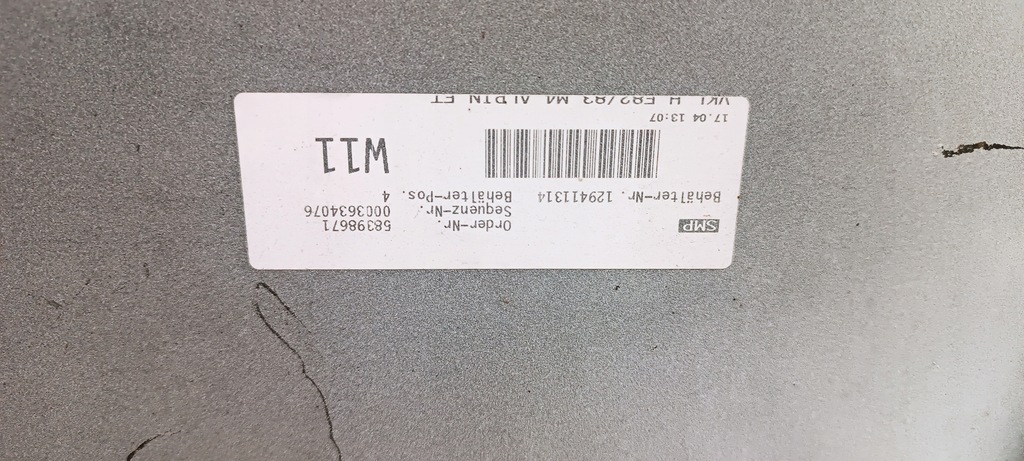 SMP Order-Nr. 58398671
Sequenz-Nr. 0003634076
Behälter-Nr. 129411314 Behälter-Pos. 4
W11
17.04 13:07
VKL H F82/83 M4 ALPIN ET